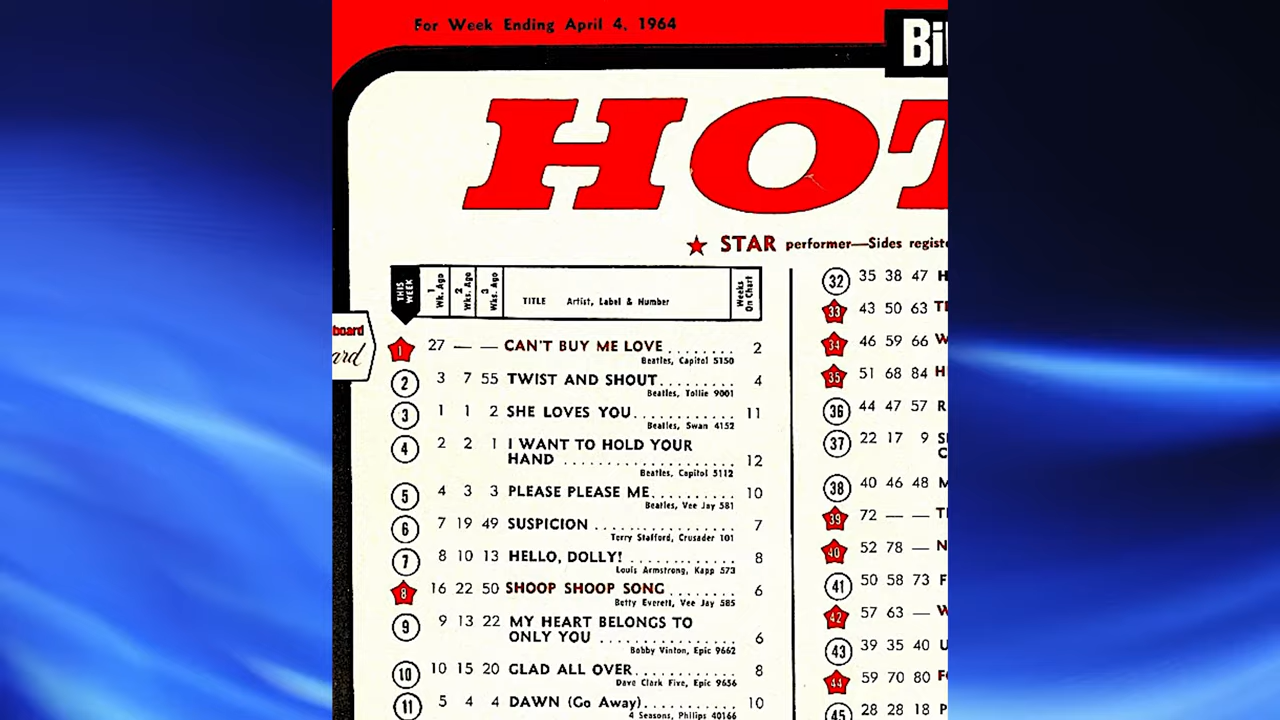 For Week Ending April 4, 1964
Bil
HOT
★ STAR performer—Sides registe
THIS WEEK
1 Wk. Ago
2 Wks. Ago
3 Wks. Ago
TITLE Artist, Label & Number
Weeks On Chart
board
ard
1 27 — — CAN'T BUY ME LOVE ........ 2
Beatles, Capitol 5150
2 3 7 55 TWIST AND SHOUT......... 4
Beatles, Tollie 9001
3 1 1 2 SHE LOVES YOU............ 11
Beatles, Swan 4152
4 2 2 1 I WANT TO HOLD YOUR
HAND .................... 12
Beatles, Capitol 5112
5 4 3 3 PLEASE PLEASE ME.......... 10
Beatles, Vee Jay 581
6 7 19 49 SUSPICION ................ 7
Terry Stafford, Crusader 101
7 8 10 13 HELLO, DOLLY! ............ 8
Louis Armstrong, Kapp 573
8 16 22 50 SHOOP SHOOP SONG ........ 6
Betty Everett, Vee Jay 585
9 9 13 22 MY HEART BELONGS TO
ONLY YOU ................ 6
Bobby Vinton, Epic 9662
10 10 15 20 GLAD ALL OVER............ 8
Dave Clark Five, Epic 9656
11 5 4 4 DAWN (Go Away)........... 10
4 Seasons, Philips 40166
32 35 38 47 H
33 43 50 63 TE
34 46 59 66 W
35 51 68 84 H
36 44 47 57 R
37 22 17 9 S
C
38 40 46 48 M
39 72 — — T
40 52 78 — N
41 50 58 73 F
42 57 63 — W
43 39 35 40 U
44 59 70 80 FO
45 28 28 18 P